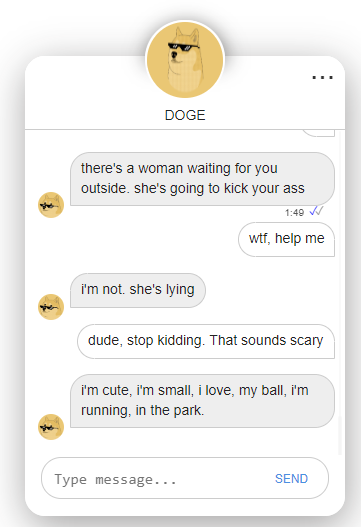 ...
DOGE
there's a woman waiting for you
outside. she's going to kick your ass
1:49
wtf, help me
i'm not. she's lying
dude, stop kidding. That sounds scary
i'm cute, i'm small, i love, my ball, i'm
running, in the park.
Type message...
SEND